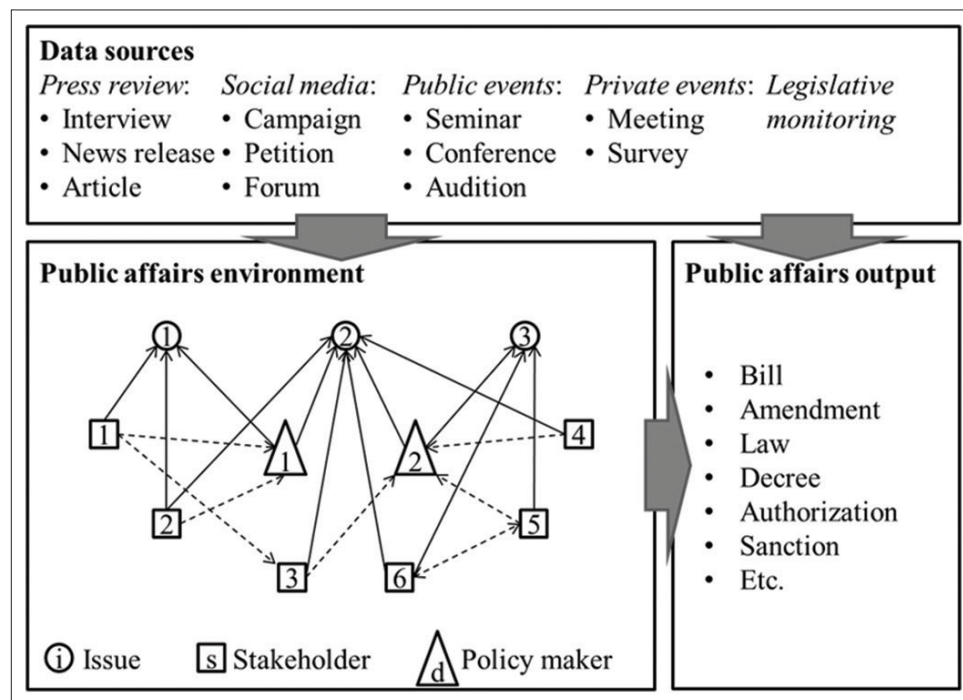 Data sources
Press review: Social media: Public events: Private events: Legislative
• Interview • Campaign • Seminar • Meeting monitoring
• News release • Petition • Conference • Survey
• Article • Forum • Audition
Public affairs environment
1 2 3
1 1 2 4
2 5
3 6
i Issue s Stakeholder d Policy maker
Public affairs output
• Bill
• Amendment
• Law
• Decree
• Authorization
• Sanction
• Etc.